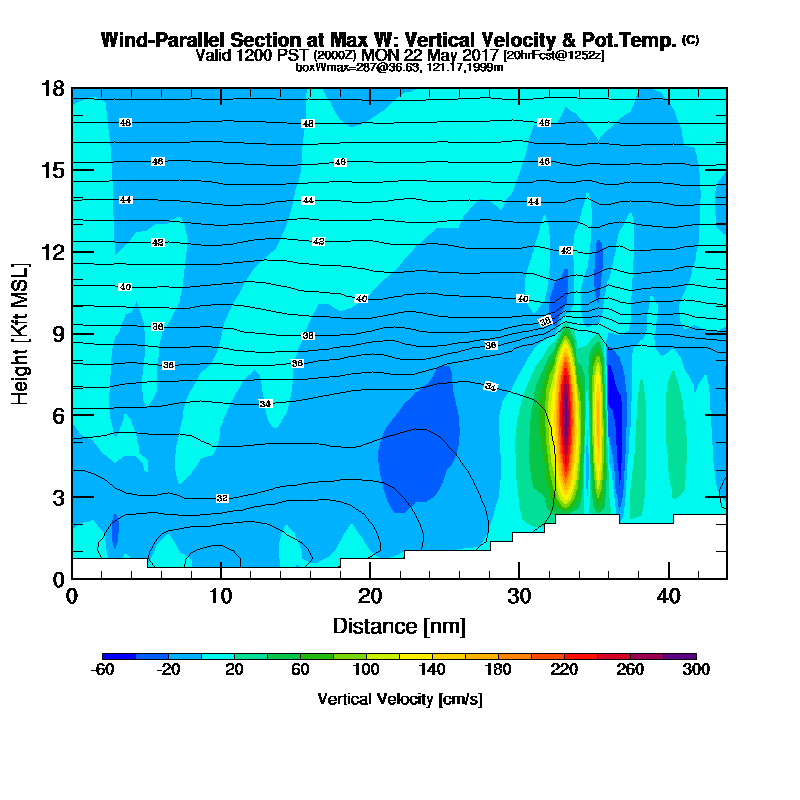 Wind-Parallel Section at Max W: Vertical Velocity & Pot.Temp. (C)
Valid 1200 PST (2000Z) MON 22 May 2017 [20hrFcst@1252z]
boxWmax=287@36.63, 121.17,1999m
18
48 48 46
46 46 46
15
44 44 44
42 42 42
12
40 40 40
38 38 38
9
36 36 36
34 34
6
32
3
0
0 10 20 30 40
Height [Kft MSL]
Distance [nm]
-60 -20 20 60 100 140 180 220 260 300
Vertical Velocity [cm/s]